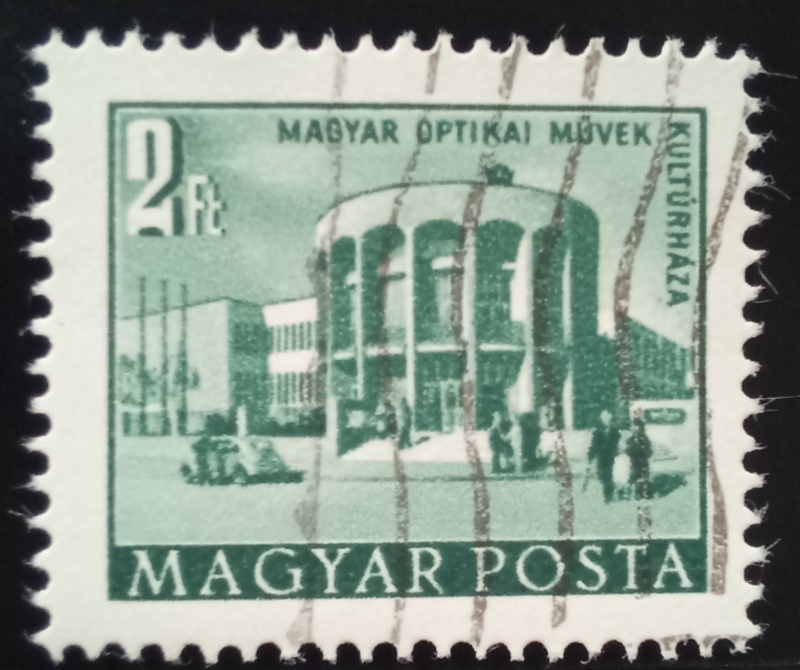 2 Ft
MAGYAR OPTIKAI MŰVEK
KULTÚRHÁZA
MAGYAR POSTA